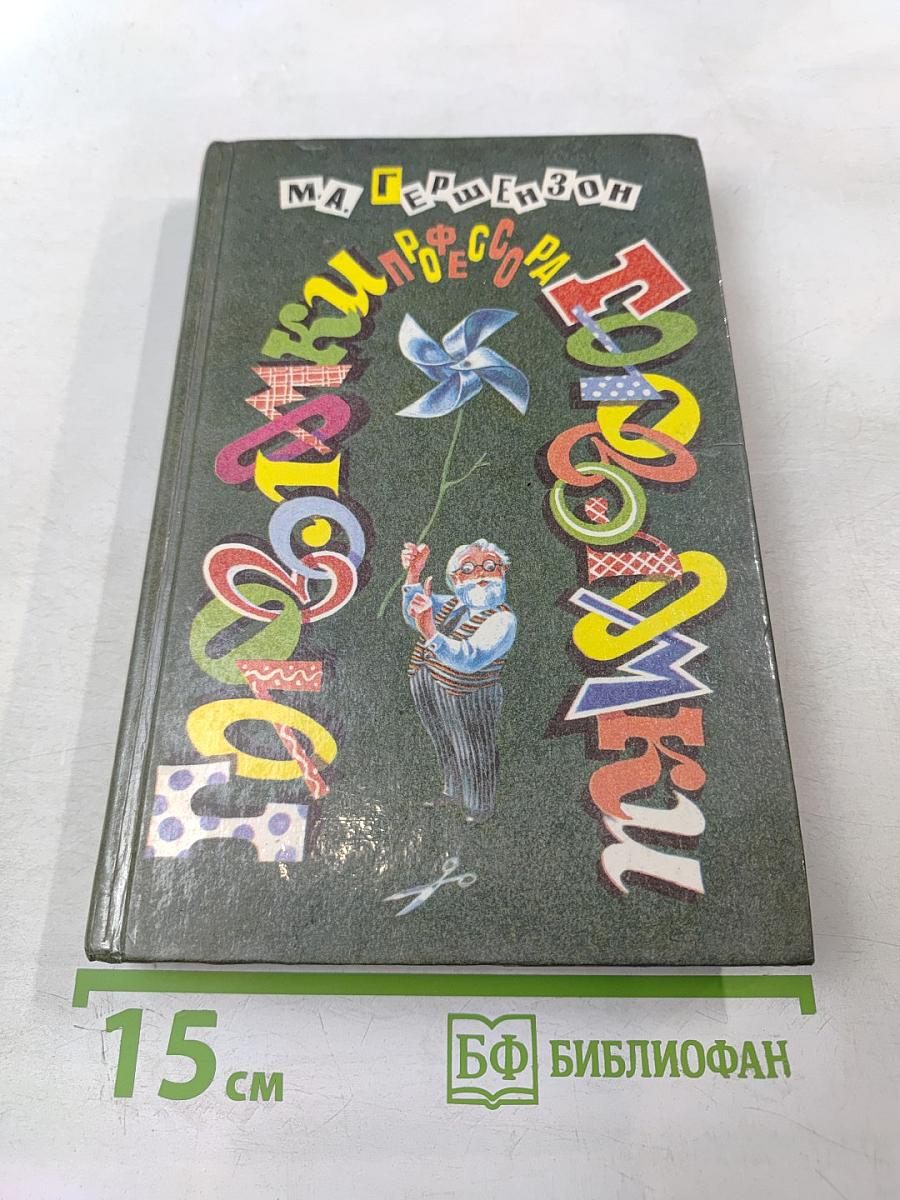 М.А. ГЕРШЕНЗОН
ГОЛОВОЛОМКИ
ПРОФЕССОРА
ГОЛОВОЛОМКИ
15 см
БФ БИБЛИОФАН